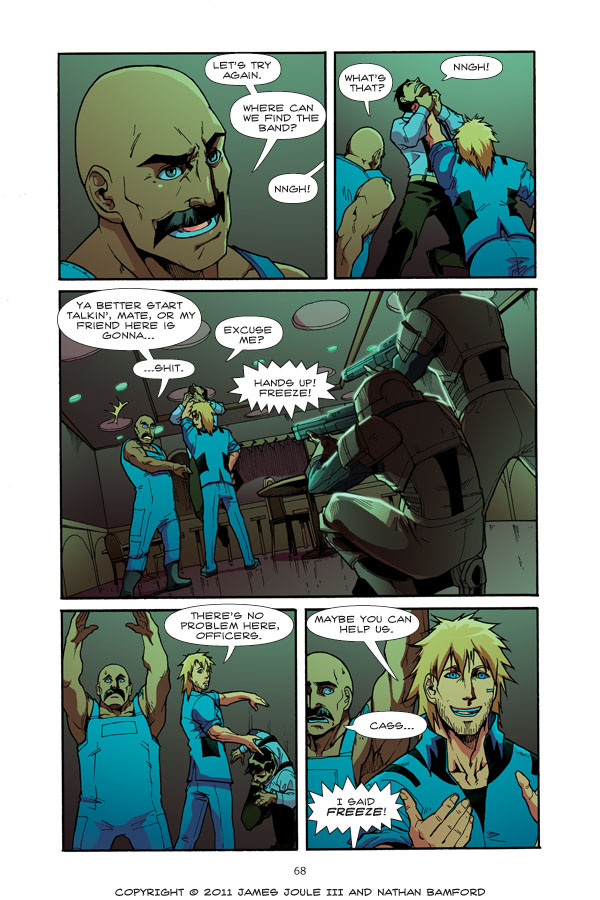 LET'S TRY
AGAIN.
WHERE CAN
WE FIND THE
BAND?
NNGH!
WHAT'S
THAT?
NNGH!
YA BETTER START
TALKIN', MATE, OR MY
FRIEND HERE IS
GONNA...
...SHIT.
EXCUSE
ME?
HANDS UP!
FREEZE!
THERE'S NO
PROBLEM HERE,
OFFICERS.
MAYBE YOU CAN
HELP US.
CASS...
I SAID
FREEZE!
68
COPYRIGHT © 2011 JAMES JOULE III AND NATHAN BAMFORD